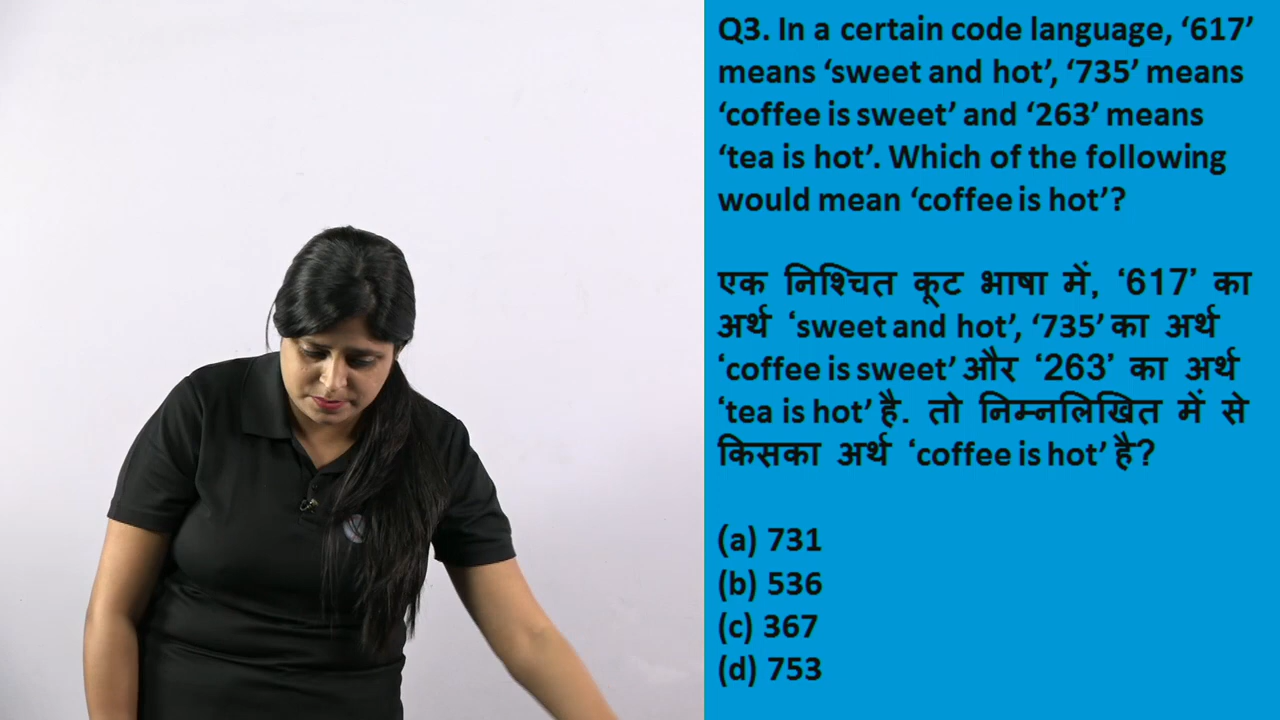 Q3. In a certain code language, ‘617’
means ‘sweet and hot’, ‘735’ means
‘coffee is sweet’ and ‘263’ means
‘tea is hot’. Which of the following
would mean ‘coffee is hot’?
एक निश्चित कूट भाषा में, ‘617’ का
अर्थ ‘sweet and hot’, ‘735’ का अर्थ
‘coffee is sweet’ और ‘263’ का अर्थ
‘tea is hot’ है. तो निम्नलिखित में से
किसका अर्थ ‘coffee is hot’ है?
(a) 731
(b) 536
(c) 367
(d) 753